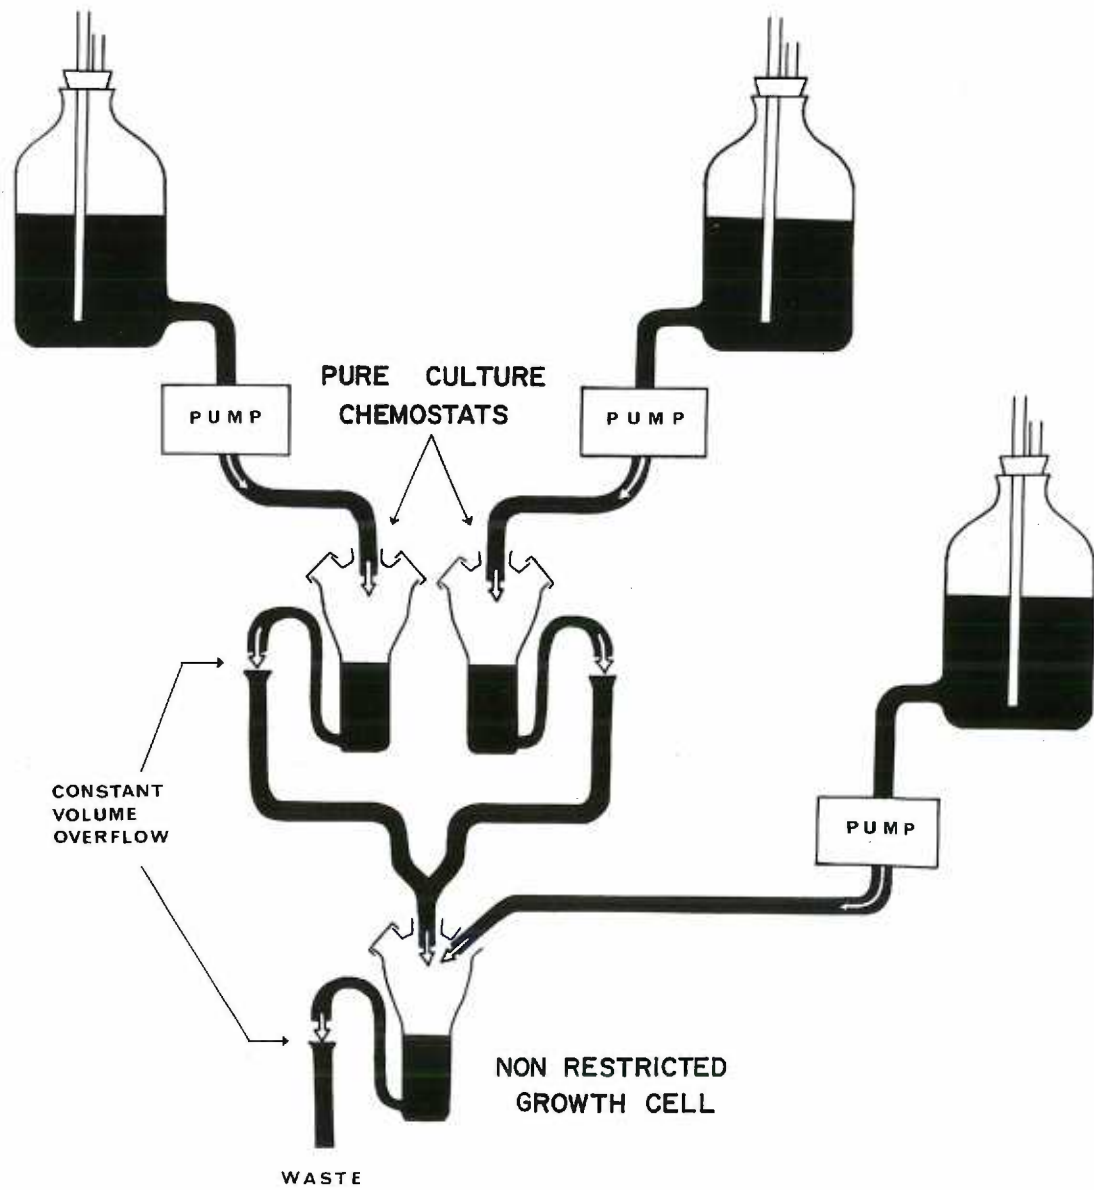 PURE CULTURE
CHEMOSTATS
PUMP
PUMP
CONSTANT
VOLUME
OVERFLOW
PUMP
NON RESTRICTED
GROWTH CELL
WASTE